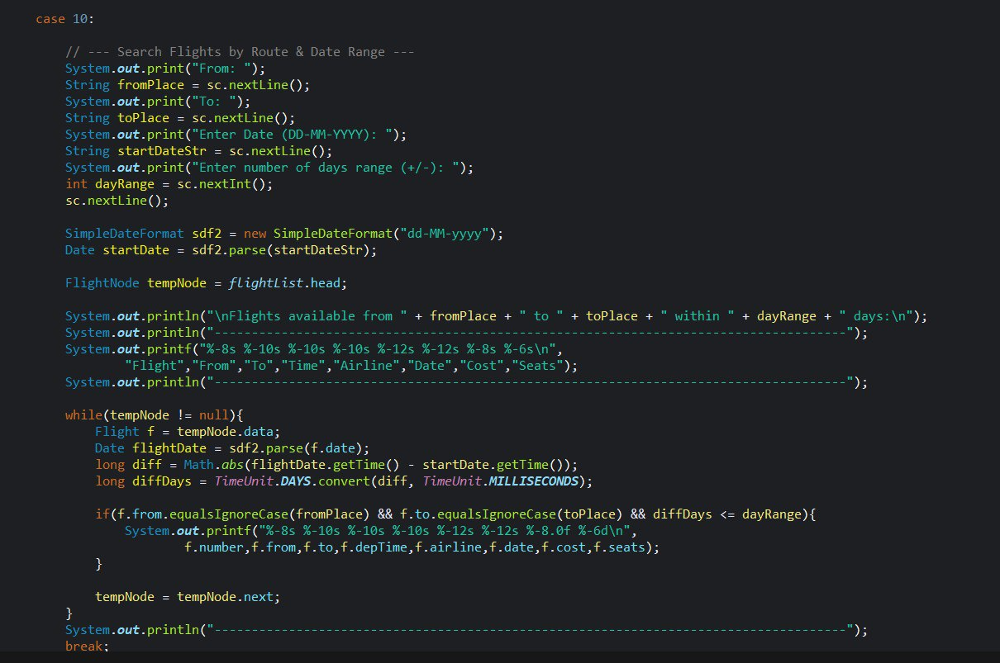 case 10:
// --- Search Flights by Route & Date Range ---
System.out.print("From: ");
String fromPlace = sc.nextLine();
System.out.print("To: ");
String toPlace = sc.nextLine();
System.out.print("Enter Date (DD-MM-YYYY): ");
String startDateStr = sc.nextLine();
System.out.print("Enter number of days range (+/-): ");
int dayRange = sc.nextInt();
sc.nextLine();
SimpleDateFormat sdf2 = new SimpleDateFormat("dd-MM-yyyy");
Date startDate = sdf2.parse(startDateStr);
FlightNode tempNode = flightList.head;
System.out.println("\nFlights available from " + fromPlace + " to " + toPlace + " within " + dayRange + " days:\n");
System.out.println("-------------------------------------------------------------------------------------");
System.out.printf("%-8s %-10s %-10s %-10s %-12s %-12s %-8s %-6s\n",
"Flight","From","To","Time","Airline","Date","Cost","Seats");
System.out.println("-------------------------------------------------------------------------------------");
while(tempNode != null){
Flight f = tempNode.data;
Date flightDate = sdf2.parse(f.date);
long diff = Math.abs(flightDate.getTime() - startDate.getTime());
long diffDays = TimeUnit.DAYS.convert(diff, TimeUnit.MILLISECONDS);
if(f.from.equalsIgnoreCase(fromPlace) && f.to.equalsIgnoreCase(toPlace) && diffDays <= dayRange){
System.out.printf("%-8s %-10s %-10s %-10s %-12s %-12s %-8.0f %-6d\n",
f.number,f.from,f.to,f.depTime,f.airline,f.date,f.cost,f.seats);
}
tempNode = tempNode.next;
}
System.out.println("-------------------------------------------------------------------------------------");
break;